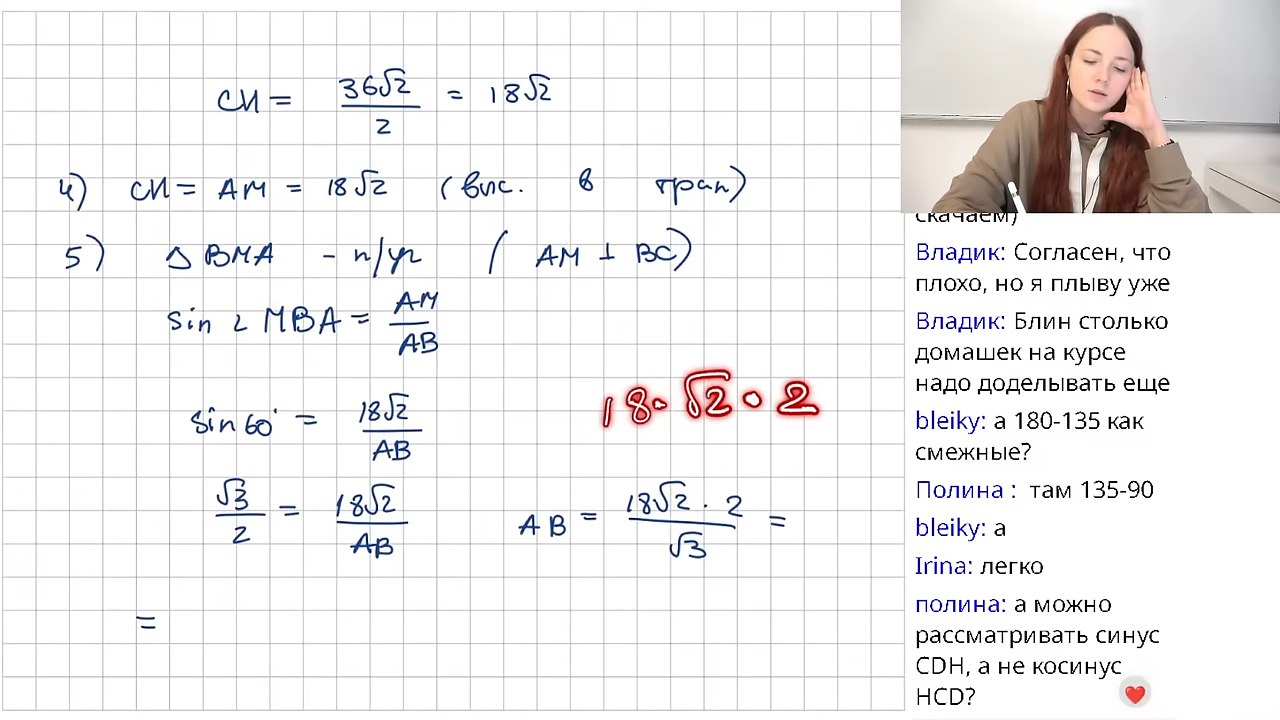 CH = 36√2 / 2 = 18√2
4) CH = AM = 18√2 (выс. в трап)
5) △ BMA - п/уг ( AM ⊥ BC)
sin ∠ MBA = AM / AB
sin 60° = 18√2 / AB
18 · √2 · 2
√3 / 2 = 18√2 / AB
AB = 18√2 · 2 / √3 =
=
скачаем)
Владик: Согласен, что
плохо, но я плыву уже
Владик: Блин столько
домашек на курсе
надо доделывать еще
bleiky: а 180-135 как
смежные?
Полина : там 135-90
bleiky: а
Irina: легко
полина: а можно
рассматривать синус
CDH, а не косинус
HCD?